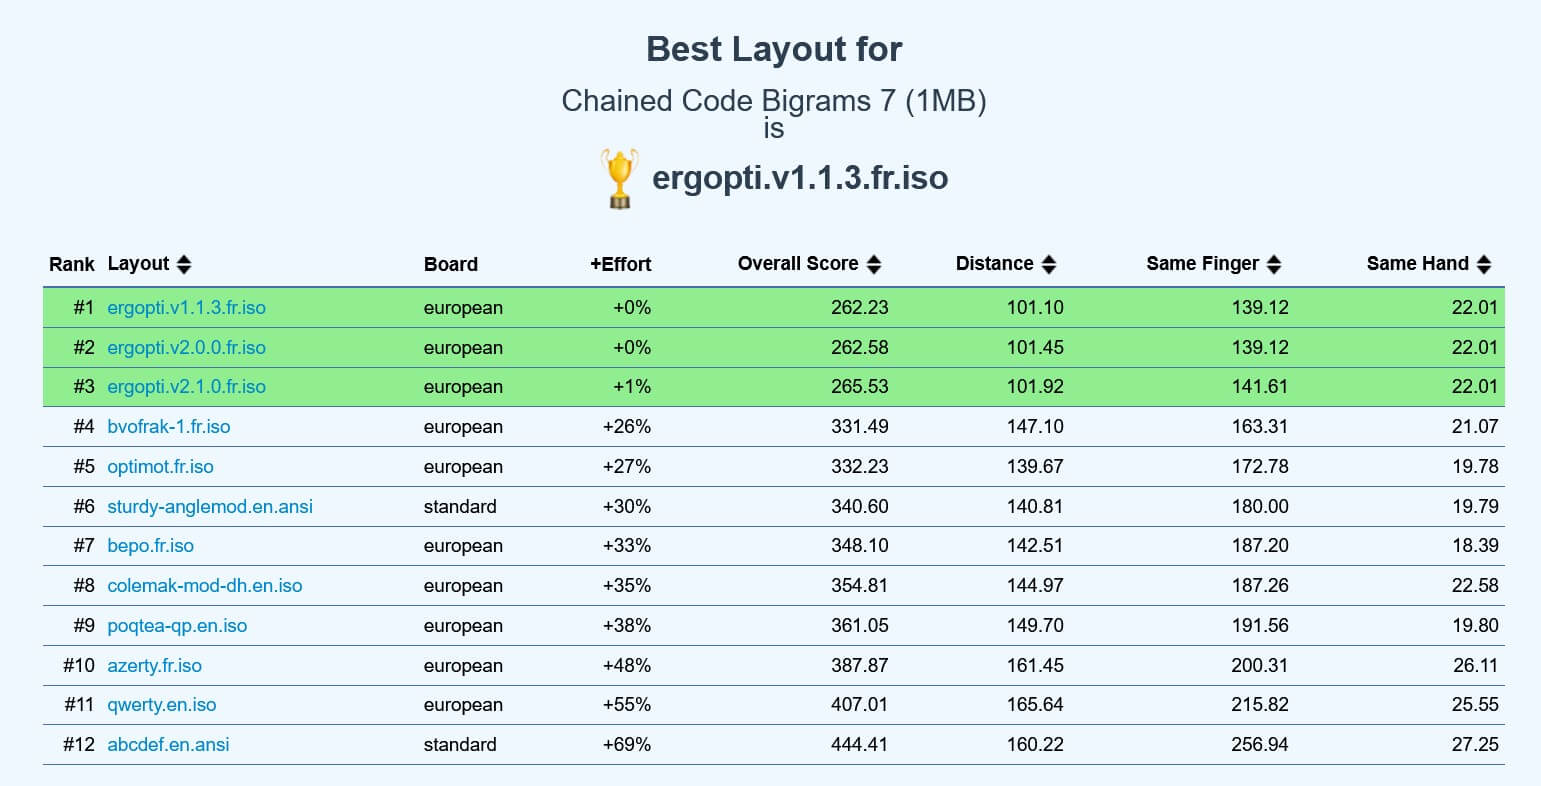 Best Layout for
Chained Code Bigrams 7 (1MB)
is
ergopti.v1.1.3.fr.iso
Rank Layout Board +Effort Overall Score Distance Same Finger Same Hand
#1 ergopti.v1.1.3.fr.iso european +0% 262.23 101.10 139.12 22.01
#2 ergopti.v2.0.0.fr.iso european +0% 262.58 101.45 139.12 22.01
#3 ergopti.v2.1.0.fr.iso european +1% 265.53 101.92 141.61 22.01
#4 bvofrak-1.fr.iso european +26% 331.49 147.10 163.31 21.07
#5 optimot.fr.iso european +27% 332.23 139.67 172.78 19.78
#6 sturdy-anglemod.en.ansi standard +30% 340.60 140.81 180.00 19.79
#7 bepo.fr.iso european +33% 348.10 142.51 187.20 18.39
#8 colemak-mod-dh.en.iso european +35% 354.81 144.97 187.26 22.58
#9 poqtea-qp.en.iso european +38% 361.05 149.70 191.56 19.80
#10 azerty.fr.iso european +48% 387.87 161.45 200.31 26.11
#11 qwerty.en.iso european +55% 407.01 165.64 215.82 25.55
#12 abcdef.en.ansi standard +69% 444.41 160.22 256.94 27.25